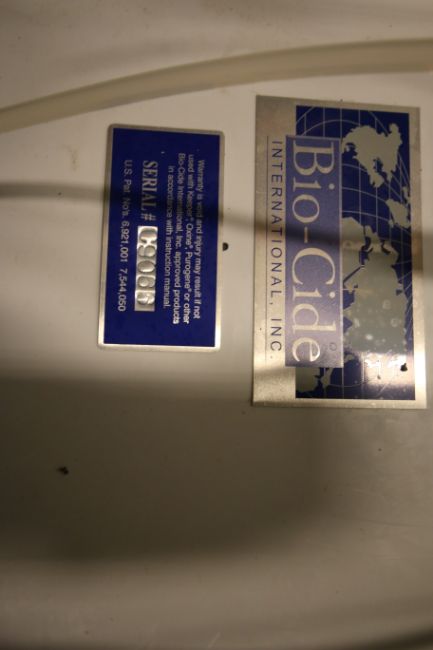 Bio-Cide
INTERNATIONAL, INC.
Warranty is void and injury may result if not
used with Keeper®, Oxine®, Purogene® or other
Bio-Cide International, Inc. approved products
in accordance with instruction manual.
SERIAL #
U.S. Pat. No's. 6,921,001 7,544,050